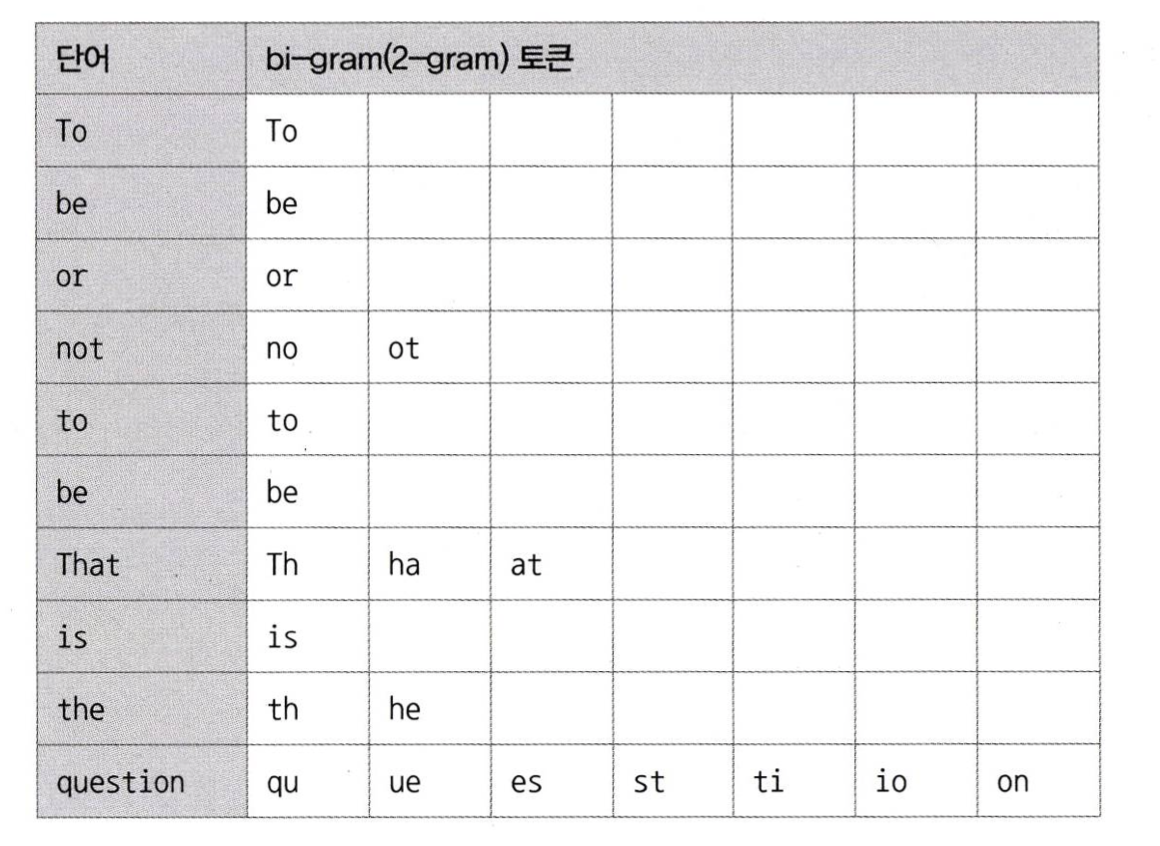 단어 bi-gram(2-gram) 토큰
To To
be be
or or
not no ot
to to
be be
That Th ha at
is is
the th he
question qu ue es st ti io on